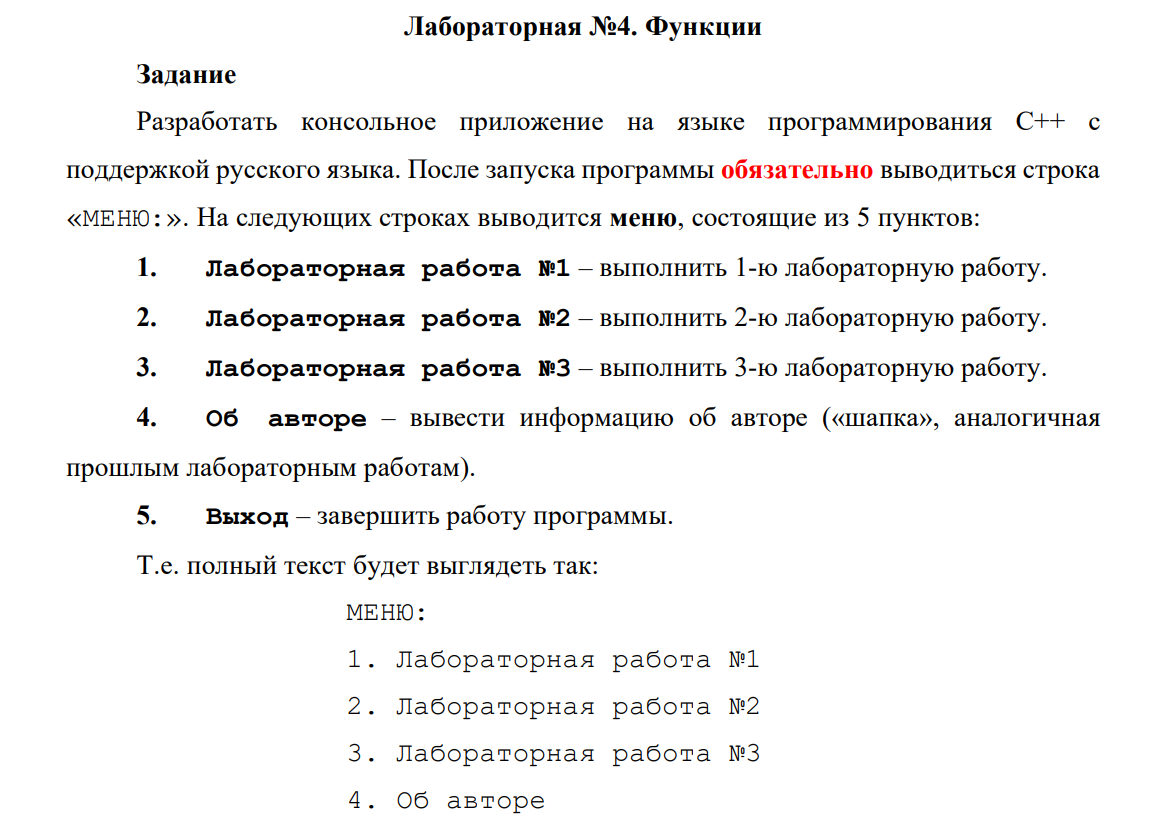 Лабораторная №4. Функции
Задание
Разработать консольное приложение на языке программирования C++ с
поддержкой русского языка. После запуска программы обязательно выводиться строка
«МЕНЮ:». На следующих строках выводится меню, состоящие из 5 пунктов:
1. Лабораторная работа №1 – выполнить 1-ю лабораторную работу.
2. Лабораторная работа №2 – выполнить 2-ю лабораторную работу.
3. Лабораторная работа №3 – выполнить 3-ю лабораторную работу.
4. Об авторе – вывести информацию об авторе («шапка», аналогичная
прошлым лабораторным работам).
5. Выход – завершить работу программы.
Т.е. полный текст будет выглядеть так:
МЕНЮ:
1. Лабораторная работа №1
2. Лабораторная работа №2
3. Лабораторная работа №3
4. Об авторе